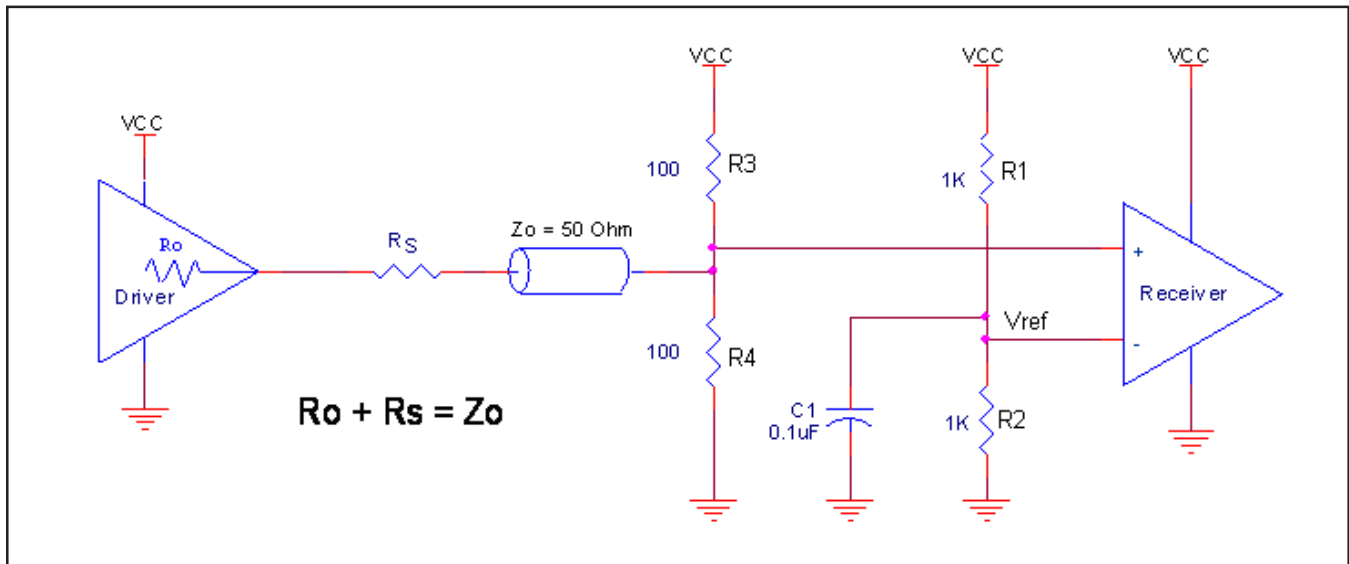 VCC
VCC
VCC
VCC
R3
100
R1
1K
Ro
Driver
RS
Zo = 50 Ohm
+
Receiver
Vref
-
R4
100
Ro + Rs = Zo
C1
0.1uF
1K
R2